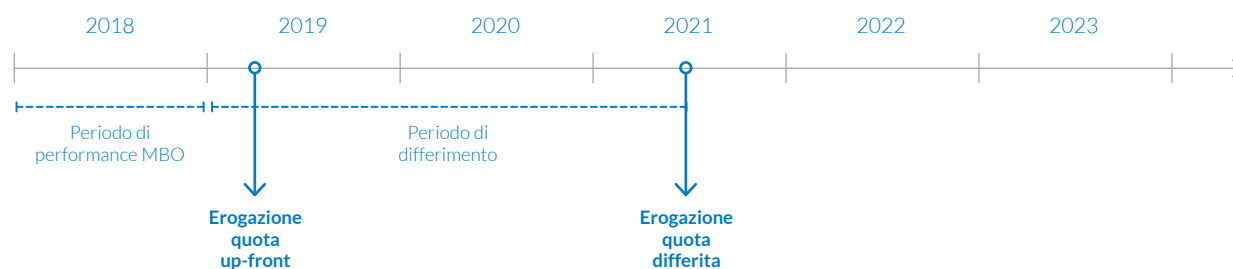 2018 2019 2020 2021 2022 2023
Periodo di
performance MBO
Periodo di
differimento
Erogazione
quota
up-front
Erogazione
quota
differita